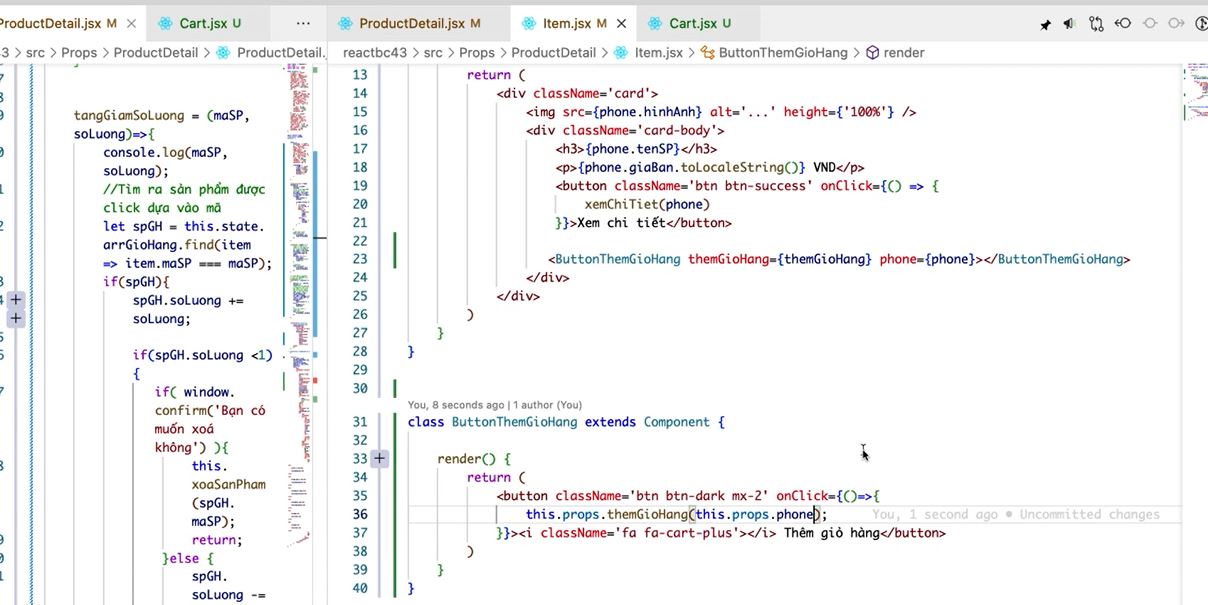 ProductDetail.jsx M
Cart.jsx U
ProductDetail.jsx M
Item.jsx M
Cart.jsx U
src > Props > ProductDetail > ProductDetail.
reactbc43 > src > Props > ProductDetail > Item.jsx > ButtonThemGioHang > render
tangGiamSoLuong = (maSP,
soLuong)=>{
console.log(maSP,
soLuong);
//Tìm ra sản phẩm được
click dựa vào mã
let spGH = this.state.
arrGioHang.find(item
=> item.maSP === maSP);
if(spGH){
spGH.soLuong +=
soLuong;
if(spGH.soLuong <1)
{
if( window.
confirm('Bạn có
muốn xoá
không') ){
this.
xoaSanPham
(spGH.
maSP);
return;
}else {
spGH.
soLuong -=
13 return (
14 <div className='card'>
15 <img src={phone.hinhAnh} alt='...' height={'100%'} />
16 <div className='card-body'>
17 <h3>{phone.tenSP}</h3>
18 <p>{phone.giaBan.toLocaleString()} VND</p>
19 <button className='btn btn-success' onClick={() => {
20 xemChiTiet(phone)
21 }}>Xem chi tiết</button>
22
23 <ButtonThemGioHang themGioHang={themGioHang} phone={phone}></ButtonThemGioHang>
24 </div>
25 </div>
26 )
27 }
28 }
29
30
You, 8 seconds ago | 1 author (You)
31 class ButtonThemGioHang extends Component {
32
33 render() {
34 return (
35 <button className='btn btn-dark mx-2' onClick={()=>{
36 this.props.themGioHang(this.props.phone); You, 1 second ago • Uncommitted changes
37 }}><i className='fa fa-cart-plus'></i> Thêm giỏ hàng</button>
38 )
39 }
40 }